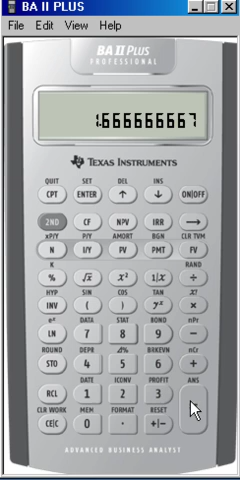 BA II PLUS
File Edit View Help
BA II PLUS
PROFESSIONAL
1.666666667
TEXAS INSTRUMENTS
QUIT SET DEL INS
CPT ENTER ↑ ↓ ON|OFF
2ND CF NPV IRR →
xP/Y P/Y AMORT BGN CLR TVM
N I/Y PV PMT FV
K RAND
% √x x² 1/x ÷
HYP SIN COS TAN x!
INV ( ) yˣ ×
eˣ DATA STAT BOND nPr
LN 7 8 9 −
ROUND DEPR Δ% BRKEVN nCr
STO 4 5 6 +
DATE ICONV PROFIT ANS
RCL 1 2 3
CLR WORK MEM FORMAT RESET
CE|C 0 . +|−
ADVANCED BUSINESS ANALYST